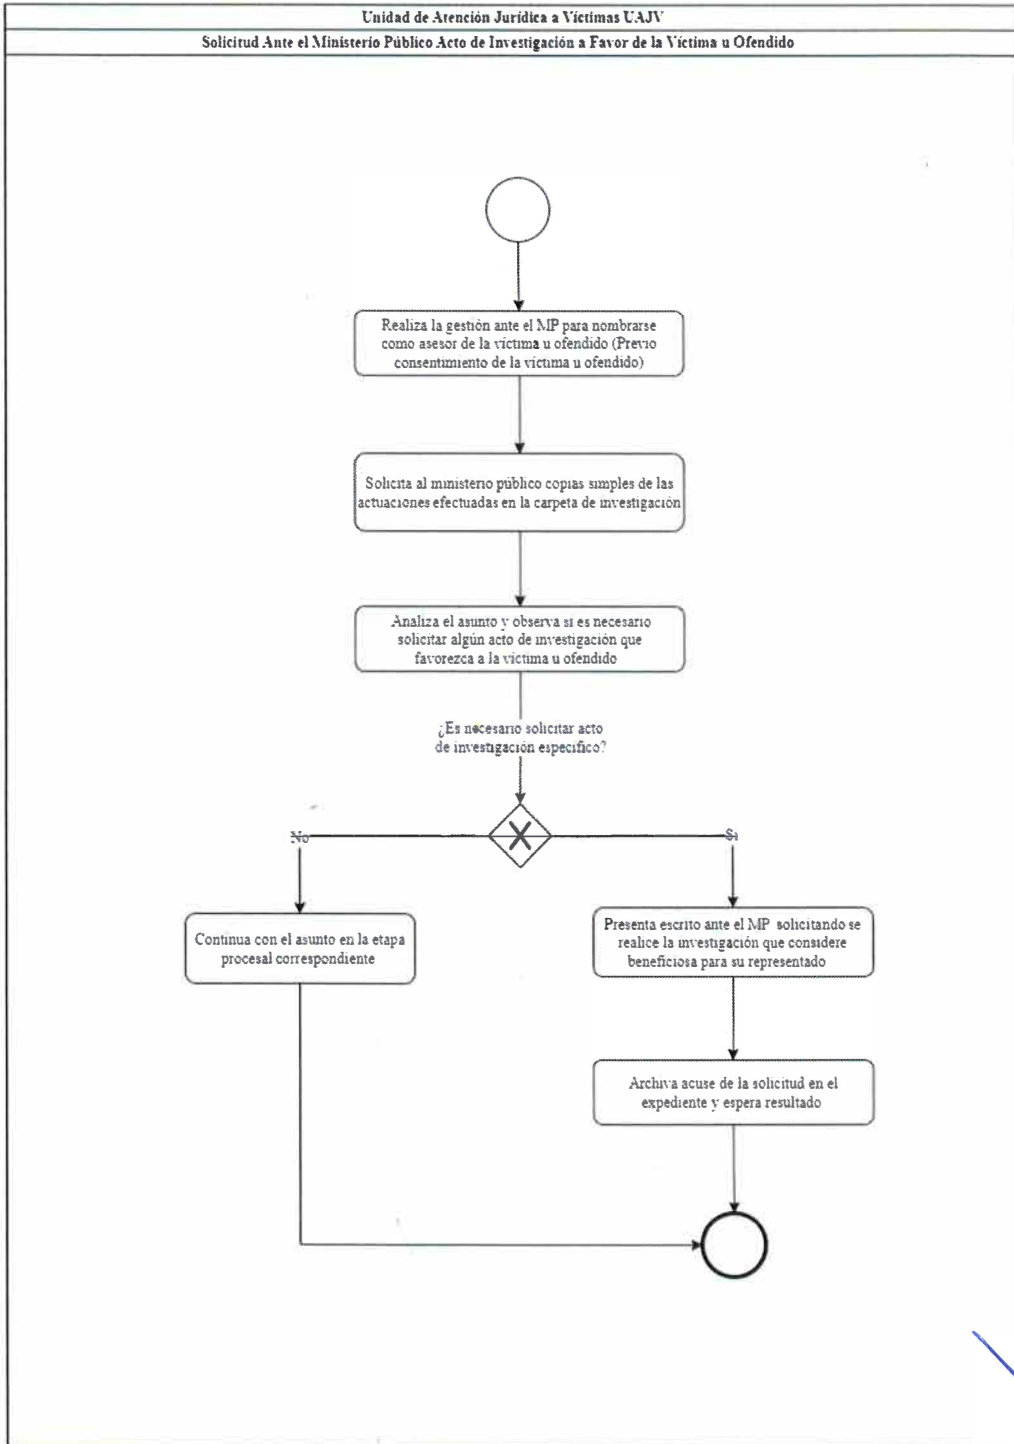 Unidad de Atención Jurídica a Víctimas UAJV
Solicitud Ante el Ministerio Público Acto de Investigación a Favor de la Víctima u Ofendido
Realiza la gestión ante el MP para nombrarse
como asesor de la víctima u ofendido (Previo
consentimiento de la víctima u ofendido)
Solicita al ministerio público copias simples de las
actuaciones efectuadas en la carpeta de investigación
Analiza el asunto y observa si es necesario
solicitar algún acto de investigación que
favorezca a la víctima u ofendido
¿Es necesario solicitar acto
de investigación especifico?
No
Si
Continua con el asunto en la etapa
procesal correspondiente
Presenta escrito ante el MP solicitando se
realice la investigación que considere
beneficiosa para su representado
Archiva acuse de la solicitud en el
expediente y espera resultado